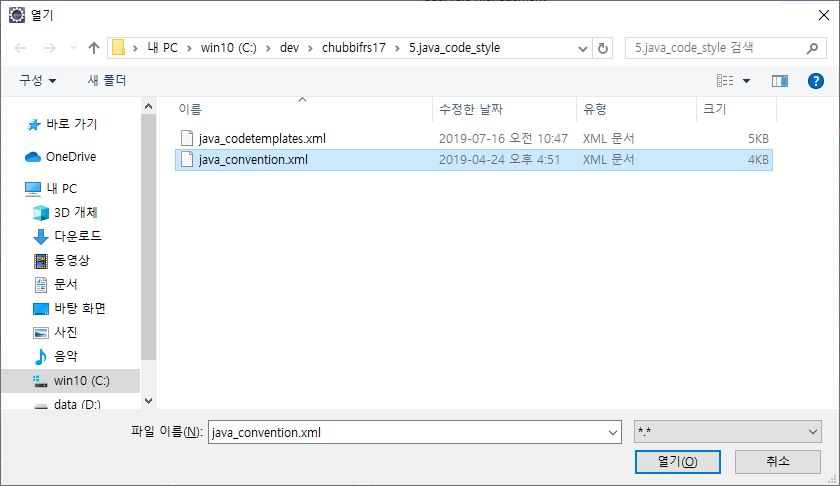 열기
내 PC > win10 (C:) > dev > chubbifrs17 > 5.java_code_style
5.java_code_style 검색
구성 새 폴더
이름 수정한 날짜 유형 크기
java_codetemplates.xml 2019-07-16 오전 10:47 XML 문서 5KB
java_convention.xml 2019-04-24 오후 4:51 XML 문서 4KB
바로 가기
OneDrive
내 PC
3D 개체
다운로드
동영상
문서
바탕 화면
사진
음악
win10 (C:)
data (D:)
파일 이름(N): java_convention.xml *.*
열기(O) 취소